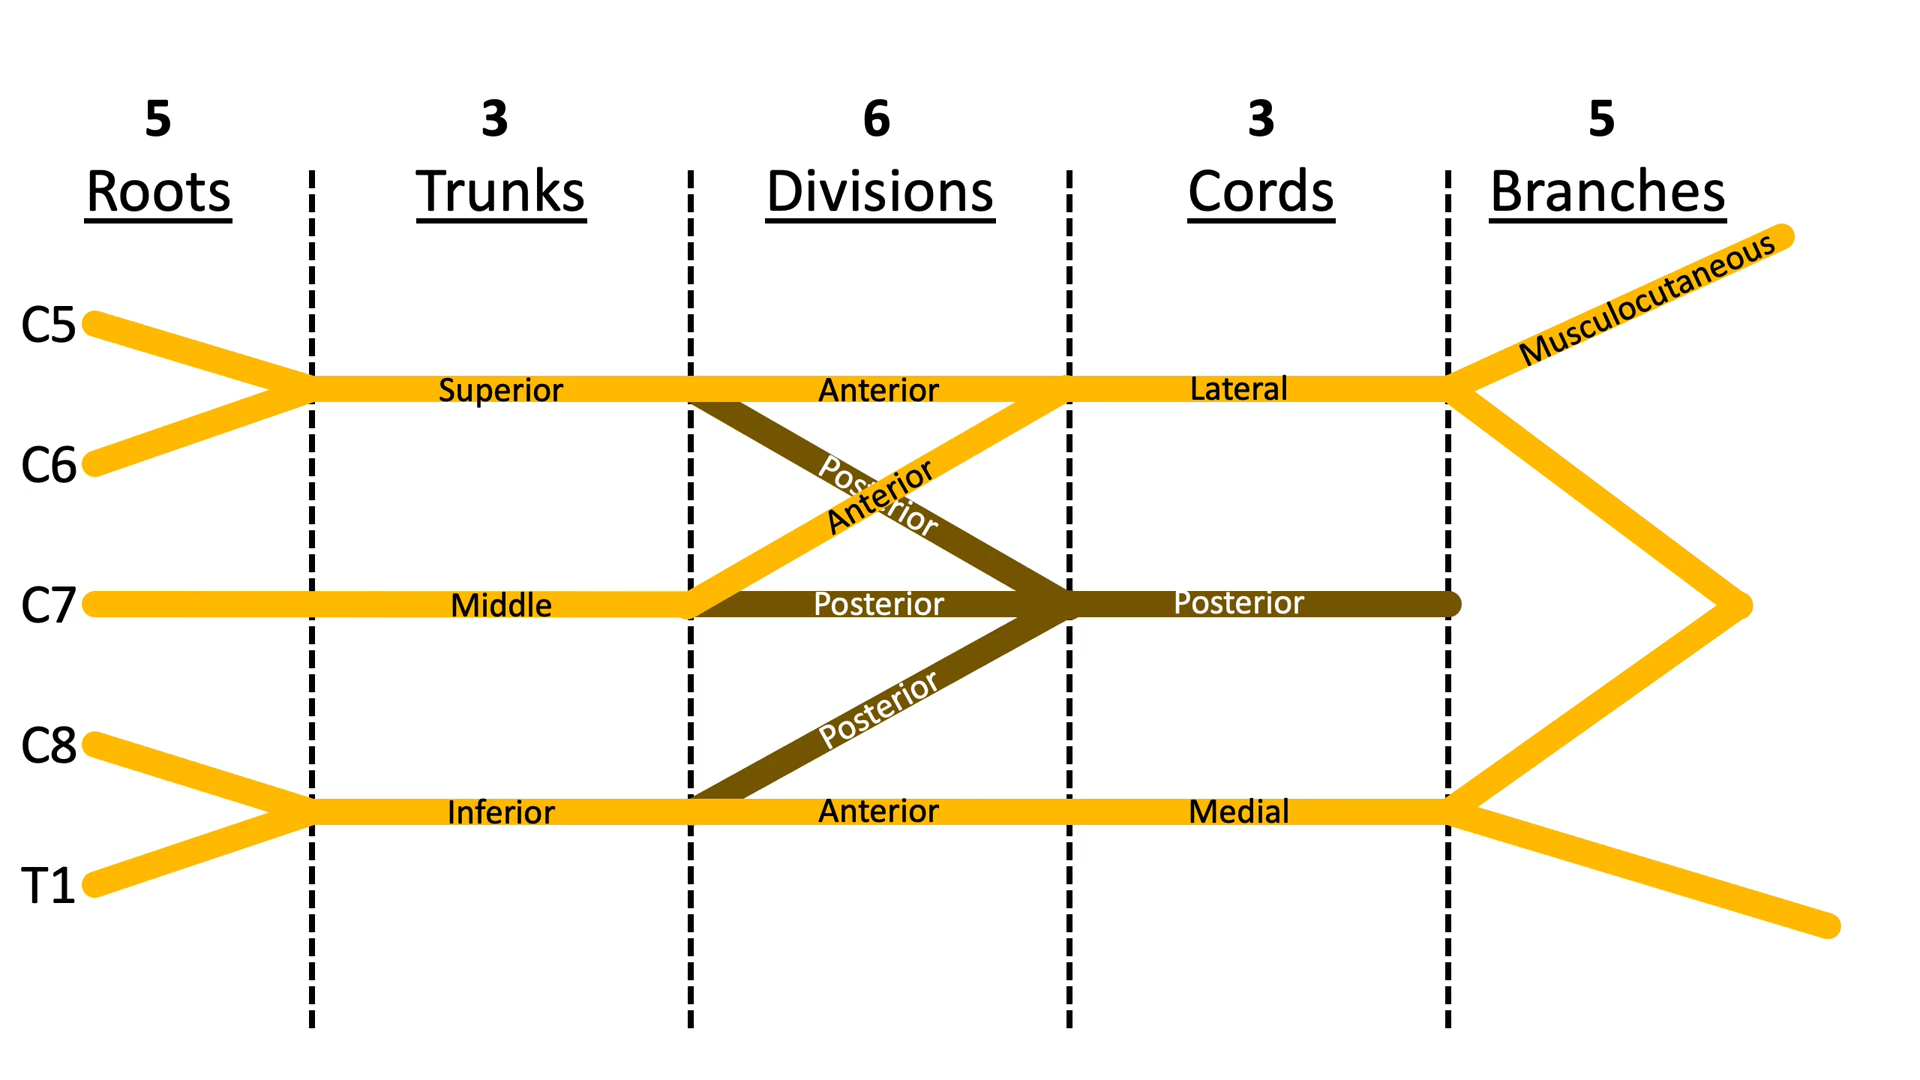 5 3 6 3 5
Roots Trunks Divisions Cords Branches
Musculocutaneous
C5
Superior Anterior Lateral
C6
Posterior
Anterior
C7 Middle Posterior Posterior
Posterior
C8
Inferior Anterior Medial
T1